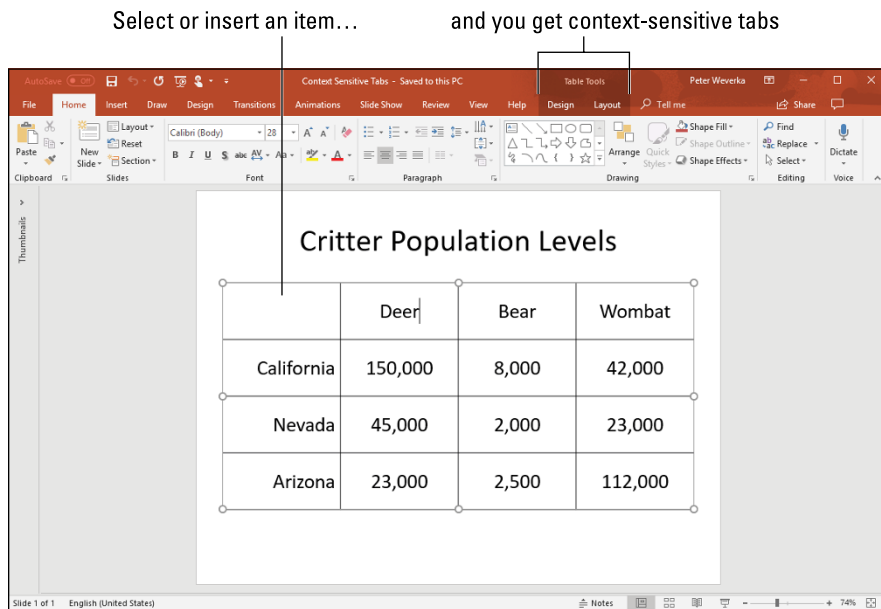 Select or insert an item… and you get context-sensitive tabs
AutoSave Off Context Sensitive Tabs - Saved to this PC Table Tools Peter Weverka
File Home Insert Draw Design Transitions Animations Slide Show Review View Help Design Layout Tell me Share
Paste New Slide Layout Calibri (Body) 28 A A Arrange Quick Styles Shape Fill Find Dictate
Reset Shape Outline Replace
Section B I U S abc AV Aa ab A Shape Effects Select
Clipboard Slides Font Paragraph Drawing Editing Voice
Thumbnails
Critter Population Levels
Deer Bear Wombat
California 150,000 8,000 42,000
Nevada 45,000 2,000 23,000
Arizona 23,000 2,500 112,000
Slide 1 of 1 English (United States) Notes 74%